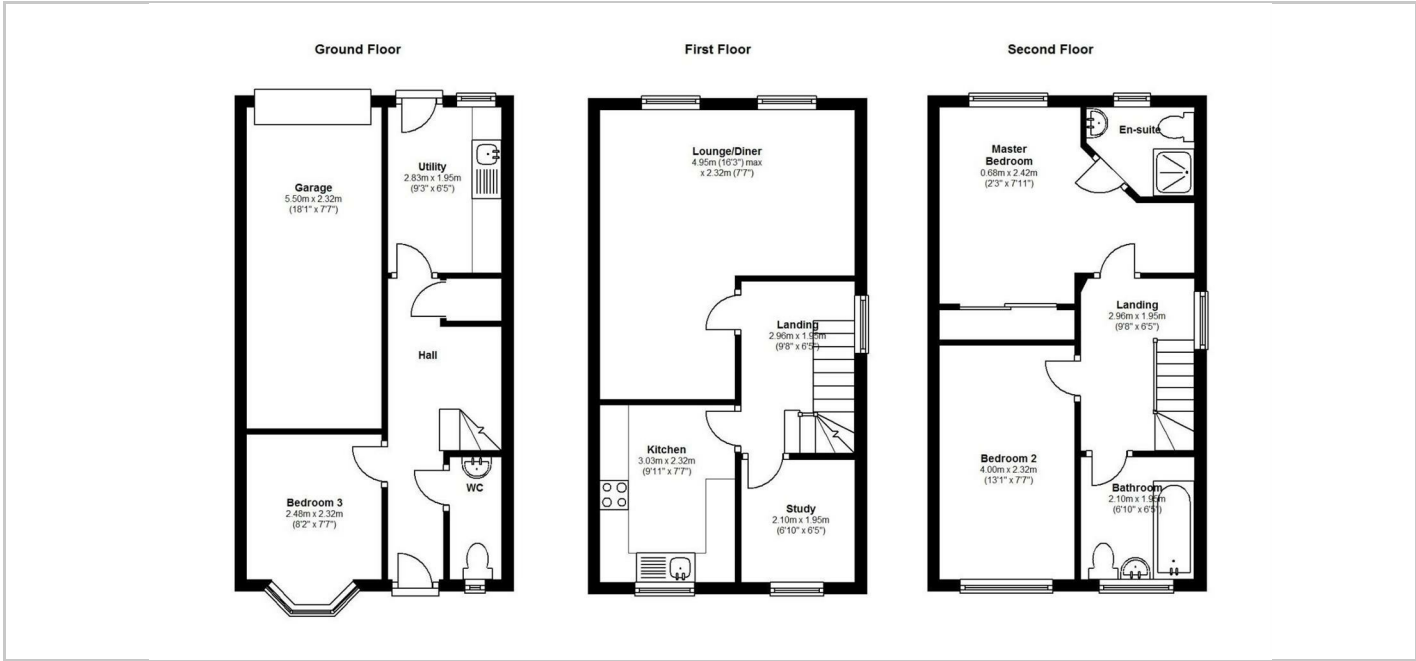 Ground Floor
Garage
5.50m x 2.32m
(18'1" x 7'7")
Utility
2.83m x 1.95m
(9'3" x 6'5")
Hall
Bedroom 3
2.48m x 2.32m
(8'2" x 7'7")
WC
First Floor
Lounge/Diner
4.95m (16'3") max
x 2.32m (7'7")
Landing
2.96m x 1.95m
(9'8" x 6'5")
Kitchen
3.03m x 2.32m
(9'11" x 7'7")
Study
2.10m x 1.95m
(6'10" x 6'5")
Second Floor
Master
Bedroom
0.68m x 2.42m
(2'3" x 7'11")
En-suite
Landing
2.96m x 1.95m
(9'8" x 6'5")
Bedroom 2
4.00m x 2.32m
(13'1" x 7'7")
Bathroom
2.10m x 1.95m
(6'10" x 6'5")